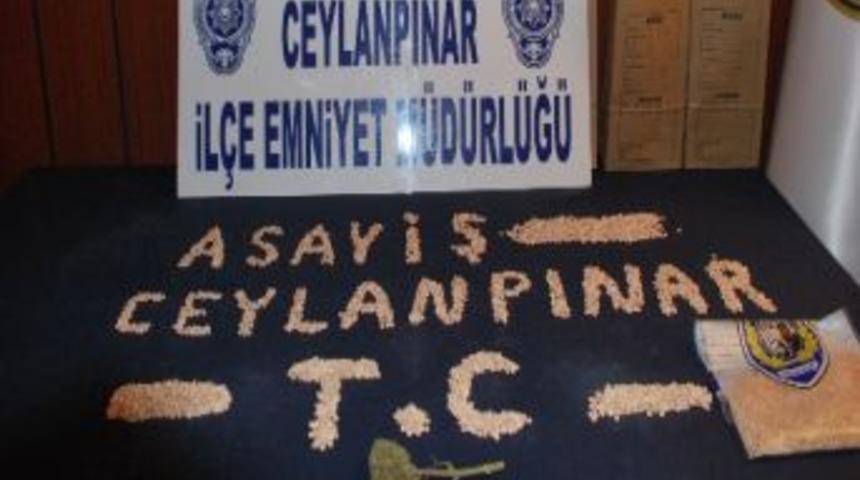 CEYLANPINAR
İLÇE EMNİYET MÜDÜRLÜĞÜ
ASAYİŞ
CEYLANPINAR
T.C